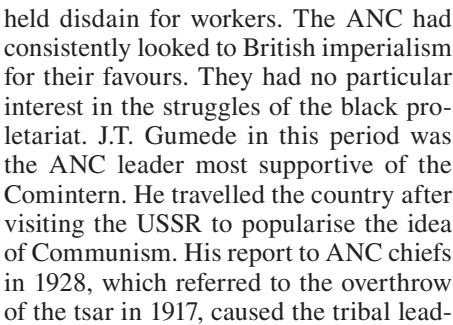 held disdain for workers. The ANC had
consistently looked to British imperialism
for their favours. They had no particular
interest in the struggles of the black pro-
letariat. J.T. Gumede in this period was
the ANC leader most supportive of the
Comintern. He travelled the country after
visiting the USSR to popularise the idea
of Communism. His report to ANC chiefs
in 1928, which referred to the overthrow
of the tsar in 1917, caused the tribal lead-